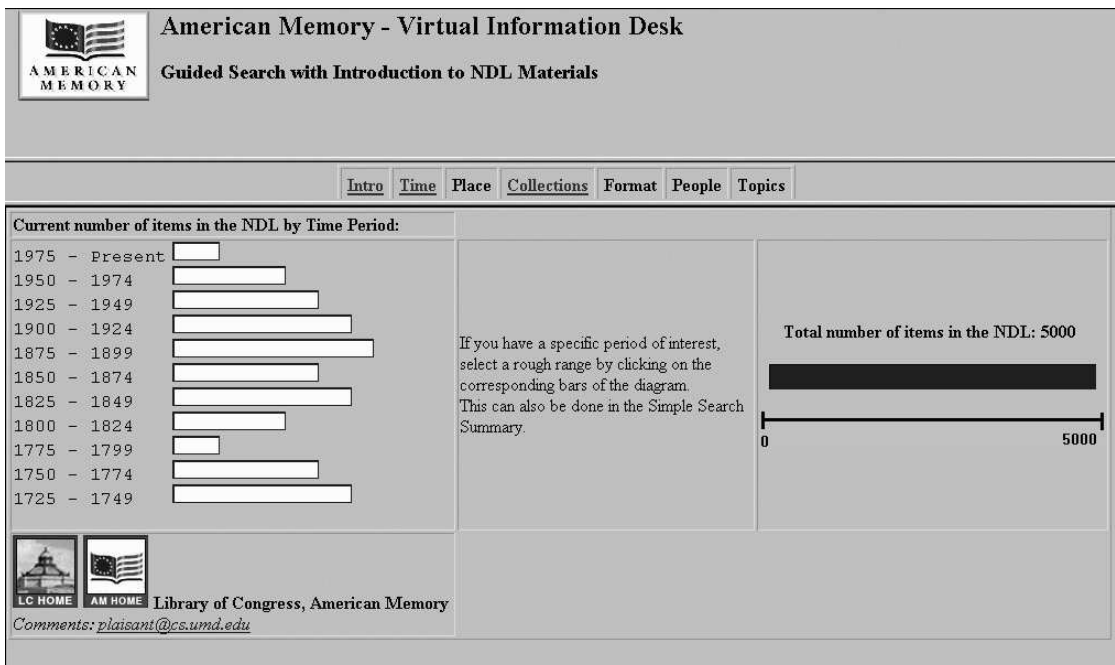 American Memory - Virtual Information Desk
Guided Search with Introduction to NDL Materials
AMERICAN
MEMORY
Intro Time Place Collections Format People Topics
Current number of items in the NDL by Time Period:
1975 - Present
1950 - 1974
1925 - 1949
1900 - 1924
1875 - 1899
1850 - 1874
1825 - 1849
1800 - 1824
1775 - 1799
1750 - 1774
1725 - 1749
If you have a specific period of interest,
select a rough range by clicking on the
corresponding bars of the diagram.
This can also be done in the Simple Search
Summary.
Total number of items in the NDL: 5000
0 5000
LC HOME AM HOME Library of Congress, American Memory
Comments: plaisant@cs.umd.edu